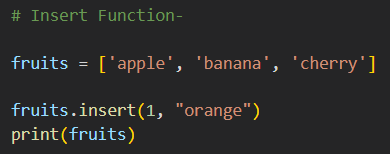 # Insert Function-
fruits = ['apple', 'banana', 'cherry']
fruits.insert(1, "orange")
print(fruits)